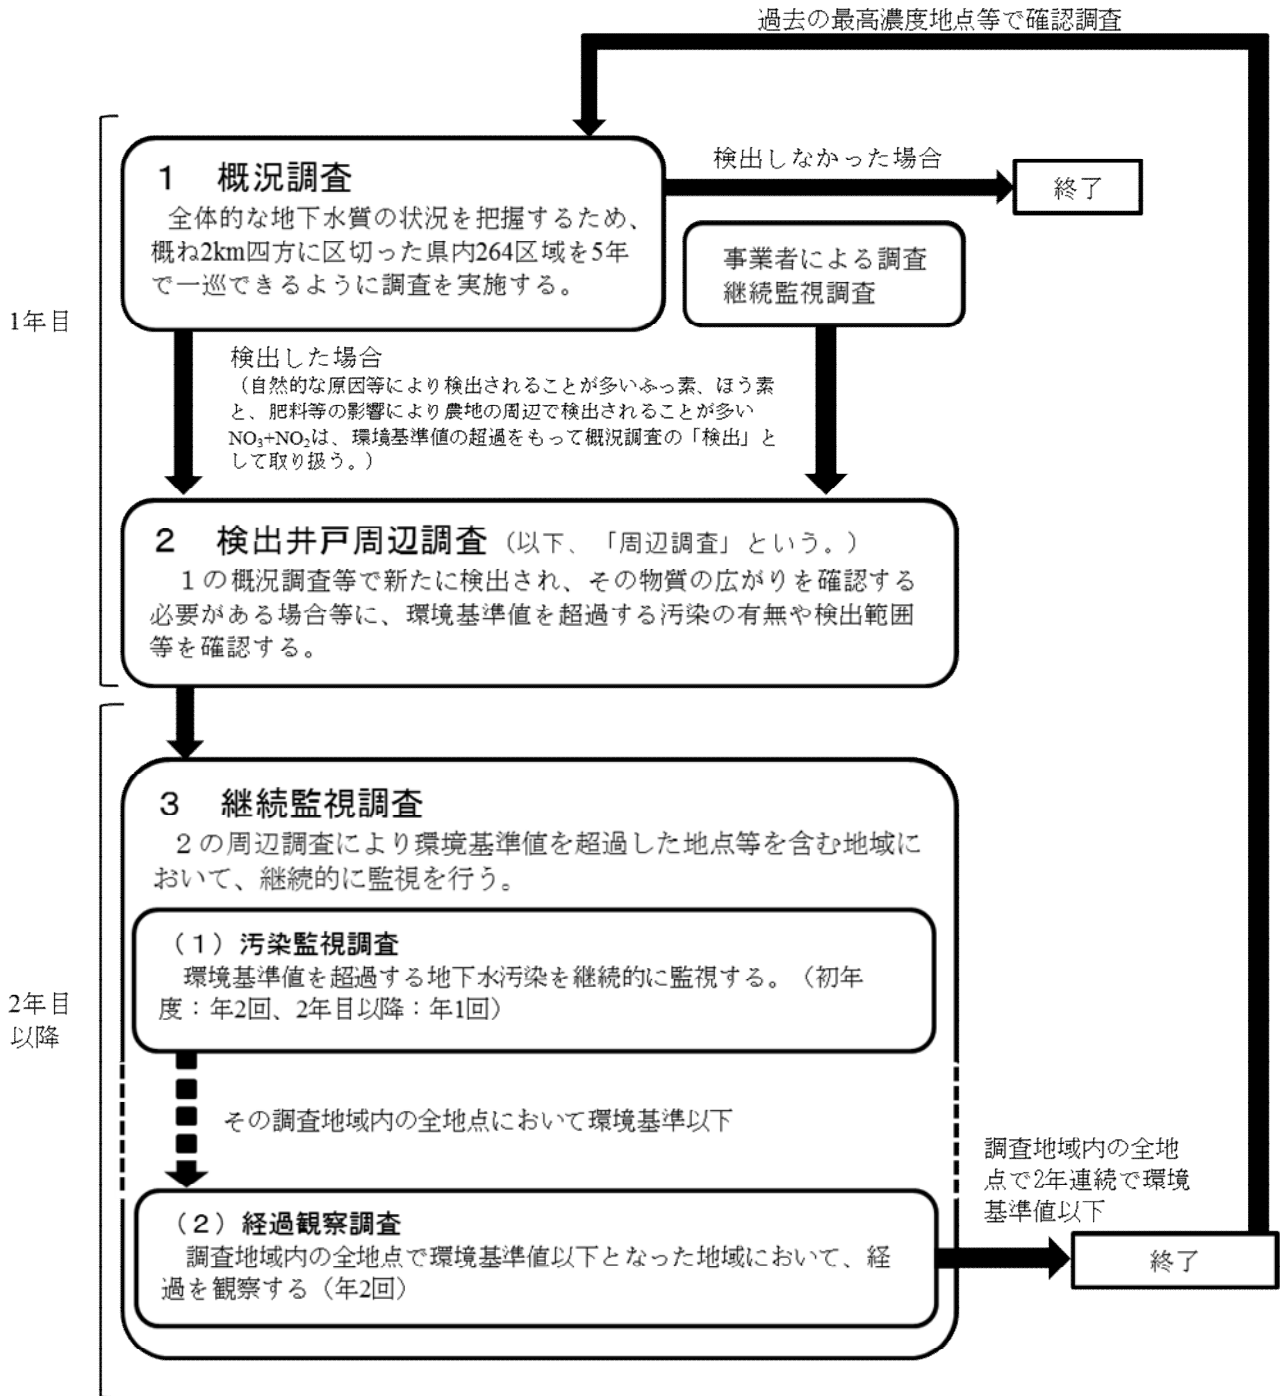 過去の最高濃度地点等で確認調査
1年目
1 概況調査
全体的な地下水質の状況を把握するため、
概ね2km四方に区切った県内264区域を5年
で一巡できるように調査を実施する。
検出しなかった場合
終了
事業者による調査
継続監視調査
検出した場合
（自然的な原因等により検出されることが多いふっ素、ほう素
と、肥料等の影響により農地の周辺で検出されることが多い
NO₃+NO₂は、環境基準値の超過をもって概況調査の「検出」と
して取り扱う。）
2 検出井戸周辺調査（以下、「周辺調査」という。）
1の概況調査等で新たに検出され、その物質の広がりを確認する
必要がある場合等に、環境基準値を超過する汚染の有無や検出範囲
等を確認する。
2年目
以降
3 継続監視調査
2の周辺調査により環境基準値を超過した地点等を含む地域に
おいて、継続的に監視を行う。
（1）汚染監視調査
環境基準値を超過する地下水汚染を継続的に監視する。（初年
度：年2回、2年目以降：年1回）
その調査地域内の全地点において環境基準以下
（2）経過観察調査
調査地域内の全地点で環境基準値以下となった地域において、経
過を観察する（年2回）
調査地域内の全地
点で2年連続で環境
基準値以下
終了